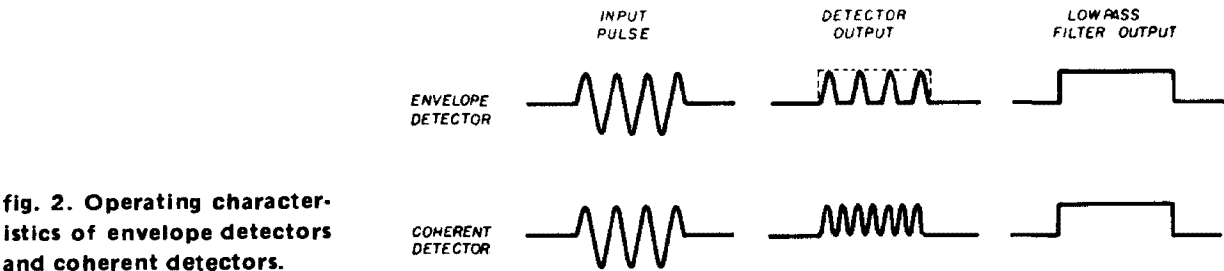 INPUT
PULSE
DETECTOR
OUTPUT
LOWPASS
FILTER OUTPUT
ENVELOPE
DETECTOR
fig. 2. Operating character-
istics of envelope detectors
and coherent detectors.
COHERENT
DETECTOR